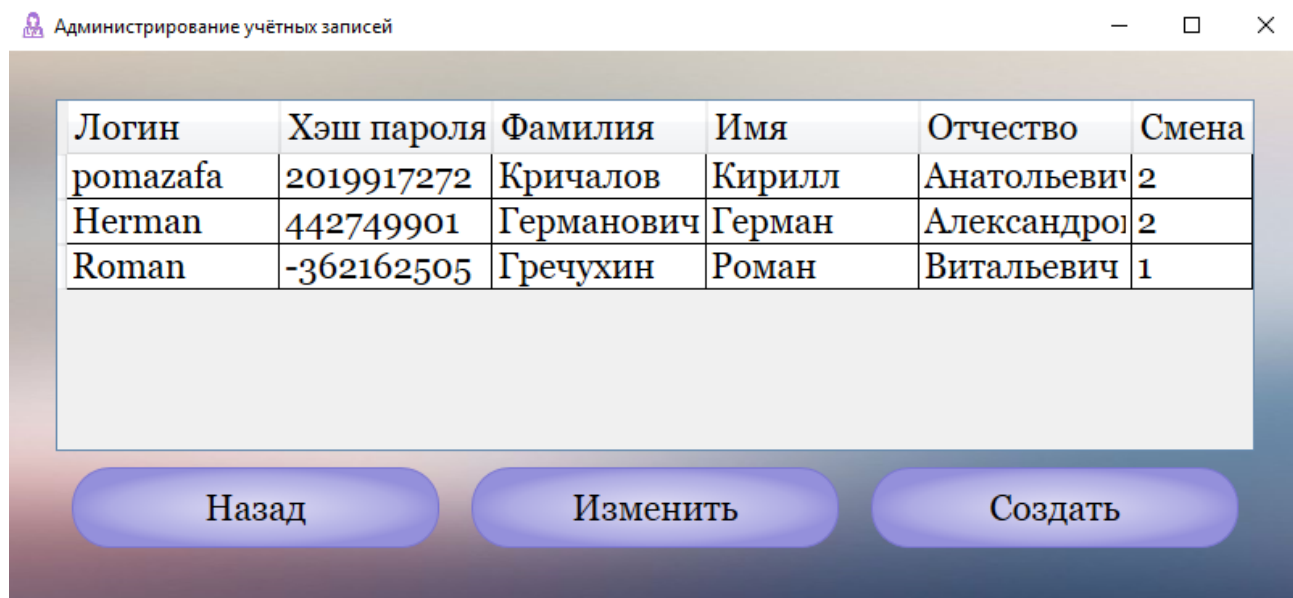 Администрирование учётных записей
Логин Хэш пароля Фамилия Имя Отчество Смена
pomazafa 2019917272 Кричалов Кирилл Анатольевич 2
Herman 442749901 Германович Герман Александро 2
Roman -362162505 Гречухин Роман Витальевич 1
Назад Изменить Создать